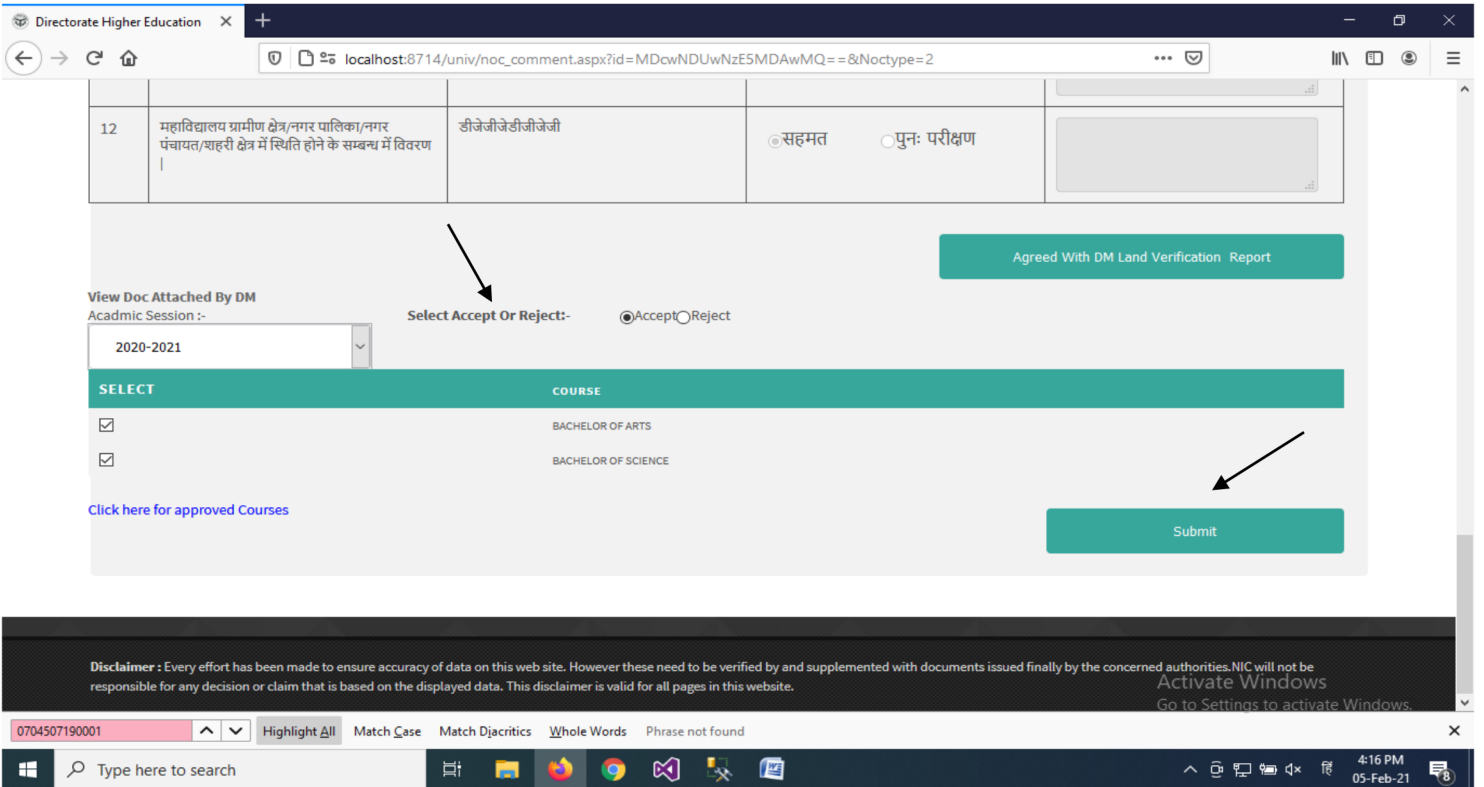 Directorate Higher Education
localhost:8714/univ/noc_comment.aspx?id=MDcwNDUwNzE5MDAwMQ==&Noctype=2
12
महाविद्यालय ग्रामीण क्षेत्र/नगर पालिका/नगर
पंचायत/शहरी क्षेत्र में स्थिति होने के सम्बन्ध में विवरण
|
डीजेजीजेडीजीजेजी
सहमत पुनः परीक्षण
Agreed With DM Land Verification Report
View Doc Attached By DM
Acadmic Session :-
Select Accept Or Reject:- Accept Reject
2020-2021
SELECT COURSE
BACHELOR OF ARTS
BACHELOR OF SCIENCE
Click here for approved Courses
Submit
Disclaimer : Every effort has been made to ensure accuracy of data on this web site. However these need to be verified by and supplemented with documents issued finally by the concerned authorities.NIC will not be
responsible for any decision or claim that is based on the displayed data. This disclaimer is valid for all pages in this website.
Activate Windows
Go to Settings to activate Windows.
0704507190001 Highlight All Match Case Match Diacritics Whole Words Phrase not found
Type here to search
हिं
4:16 PM
05-Feb-21
8